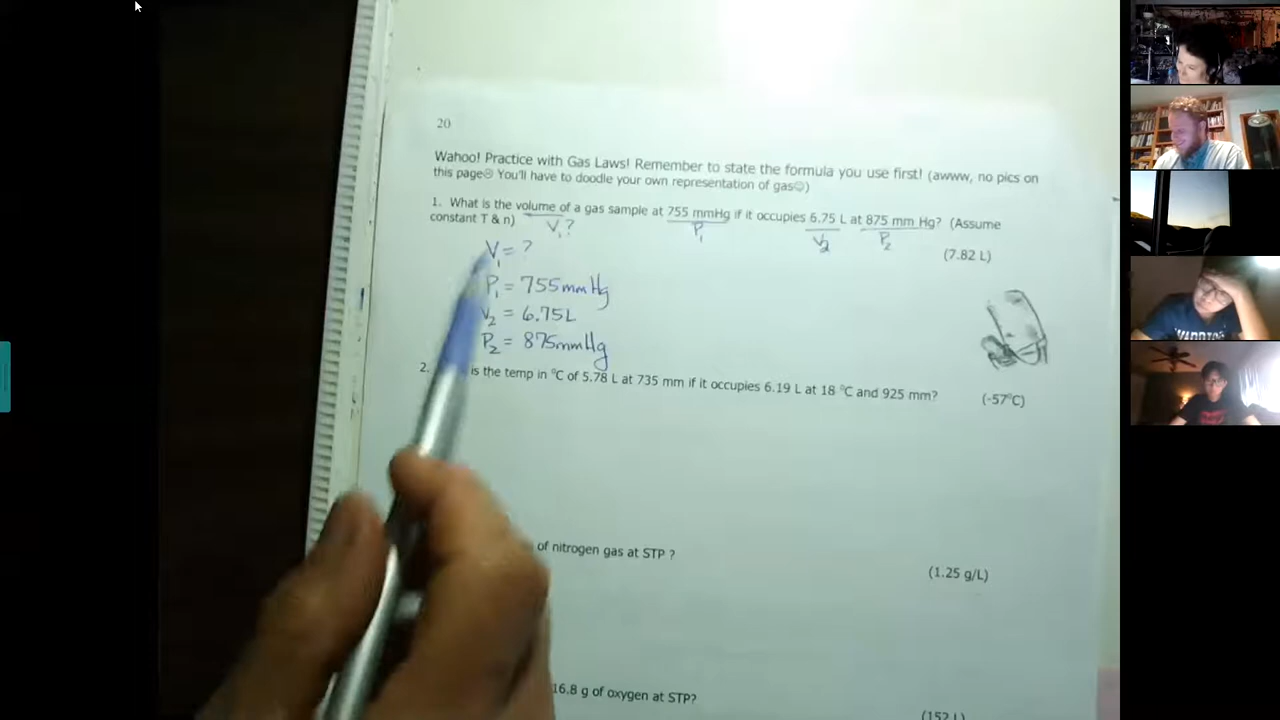 20
Wahoo! Practice with Gas Laws! Remember to state the formula you use first! (awww, no pics on
this page☹ You'll have to doodle your own representation of gas☺)
1. What is the volume of a gas sample at 755 mmHg if it occupies 6.75 L at 875 mm Hg? (Assume
constant T & n)
V₁? P₁ V₂ P₂
(7.82 L)
V₁ = ?
P₁ = 755mmHg
V₂ = 6.75L
P₂ = 875mmHg
2. is the temp in °C of 5.78 L at 735 mm if it occupies 6.19 L at 18 °C and 925 mm? (-57°C)
of nitrogen gas at STP ? (1.25 g/L)
16.8 g of oxygen at STP?
(152 L)